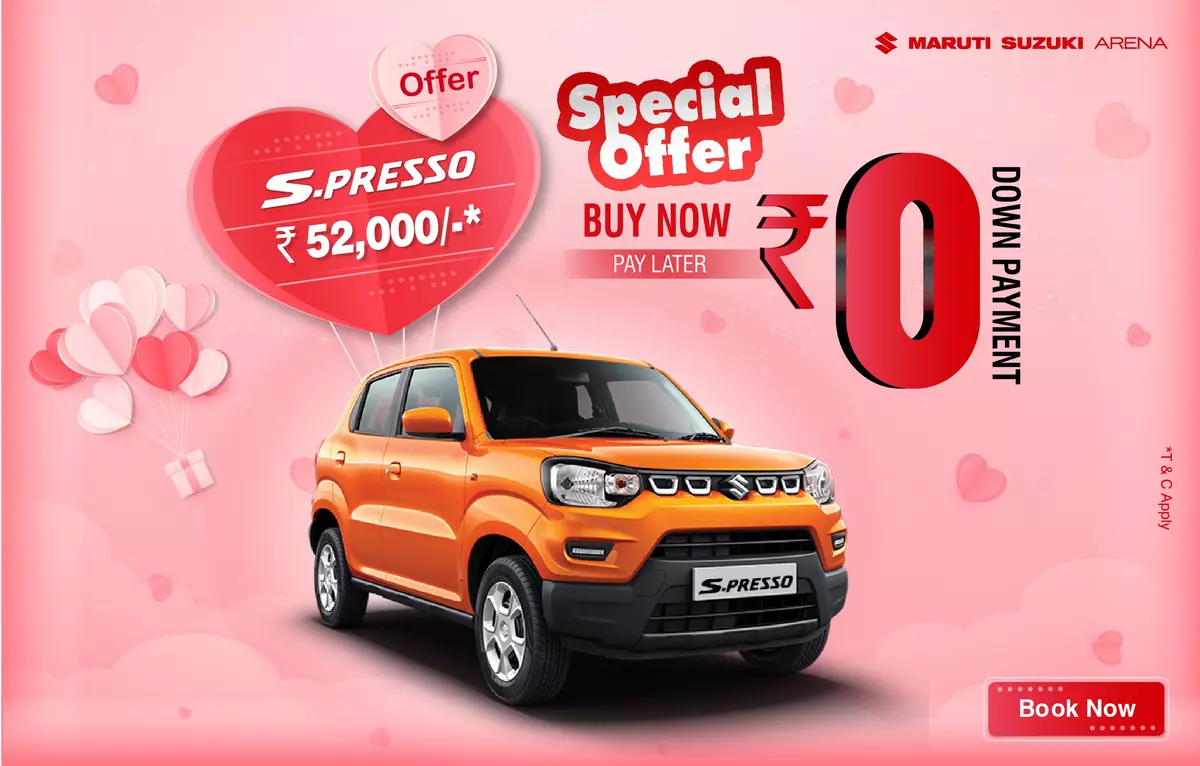 Offer
S-PRESSO
₹ 52,000/-*
Special
Offer
BUY NOW
PAY LATER
₹0
DOWN PAYMENT
MARUTI SUZUKI ARENA
S-PRESSO
*T & C Apply
Book Now